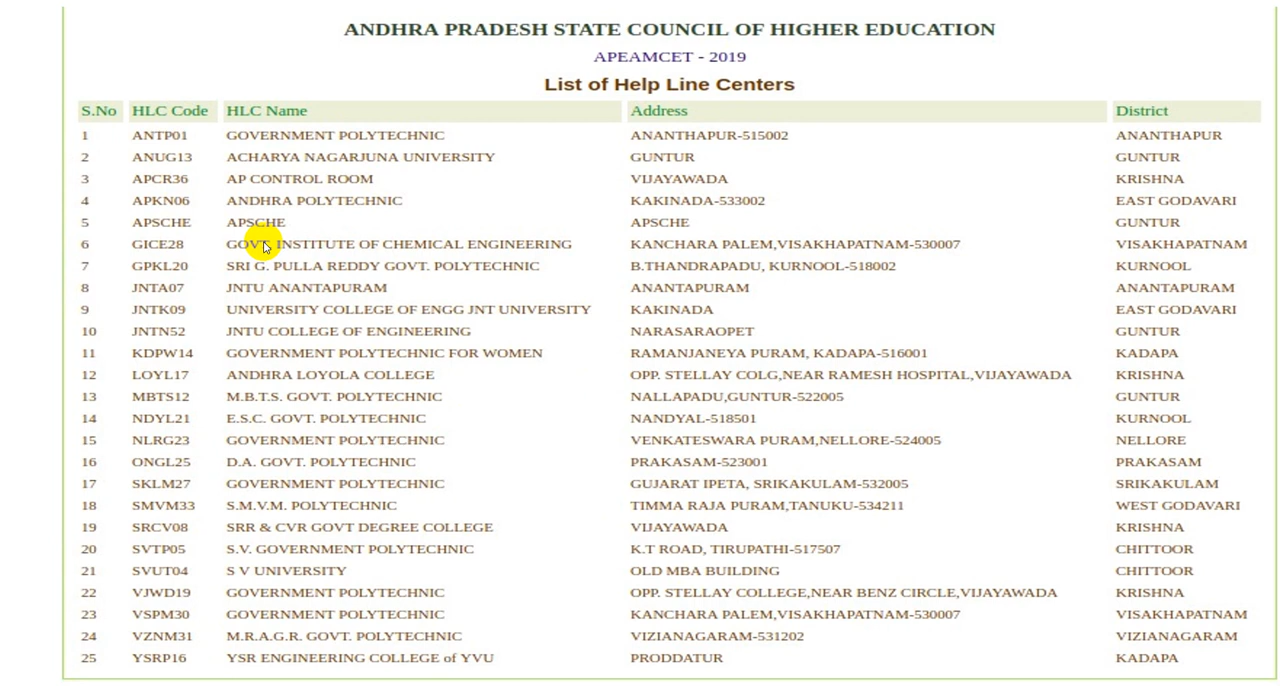 ANDHRA PRADESH STATE COUNCIL OF HIGHER EDUCATION
APEAMCET - 2019
List of Help Line Centers
S.No HLC Code HLC Name Address District
1 ANTP01 GOVERNMENT POLYTECHNIC ANANTHAPUR-515002 ANANTHAPUR
2 ANUG13 ACHARYA NAGARJUNA UNIVERSITY GUNTUR GUNTUR
3 APCR36 AP CONTROL ROOM VIJAYAWADA KRISHNA
4 APKN06 ANDHRA POLYTECHNIC KAKINADA-533002 EAST GODAVARI
5 APSCHE APSCHE APSCHE GUNTUR
6 GICE28 GOVT. INSTITUTE OF CHEMICAL ENGINEERING KANCHARA PALEM,VISAKHAPATNAM-530007 VISAKHAPATNAM
7 GPKL20 SRI G. PULLA REDDY GOVT. POLYTECHNIC B.THANDRAPADU, KURNOOL-518002 KURNOOL
8 JNTA07 JNTU ANANTAPURAM ANANTAPURAM ANANTAPURAM
9 JNTK09 UNIVERSITY COLLEGE OF ENGG JNT UNIVERSITY KAKINADA EAST GODAVARI
10 JNTN52 JNTU COLLEGE OF ENGINEERING NARASARAOPET GUNTUR
11 KDPW14 GOVERNMENT POLYTECHNIC FOR WOMEN RAMANJANEYA PURAM, KADAPA-516001 KADAPA
12 LOYL17 ANDHRA LOYOLA COLLEGE OPP. STELLAY COLG,NEAR RAMESH HOSPITAL,VIJAYAWADA KRISHNA
13 MBTS12 M.B.T.S. GOVT. POLYTECHNIC NALLAPADU,GUNTUR-522005 GUNTUR
14 NDYL21 E.S.C. GOVT. POLYTECHNIC NANDYAL-518501 KURNOOL
15 NLRG23 GOVERNMENT POLYTECHNIC VENKATESWARA PURAM,NELLORE-524005 NELLORE
16 ONGL25 D.A. GOVT. POLYTECHNIC PRAKASAM-523001 PRAKASAM
17 SKLM27 GOVERNMENT POLYTECHNIC GUJARAT IPETA, SRIKAKULAM-532005 SRIKAKULAM
18 SMVM33 S.M.V.M. POLYTECHNIC TIMMA RAJA PURAM,TANUKU-534211 WEST GODAVARI
19 SRCV08 SRR & CVR GOVT DEGREE COLLEGE VIJAYAWADA KRISHNA
20 SVTP05 S.V. GOVERNMENT POLYTECHNIC K.T ROAD, TIRUPATHI-517507 CHITTOOR
21 SVUT04 S V UNIVERSITY OLD MBA BUILDING CHITTOOR
22 VJWD19 GOVERNMENT POLYTECHNIC OPP. STELLAY COLLEGE,NEAR BENZ CIRCLE,VIJAYAWADA KRISHNA
23 VSPM30 GOVERNMENT POLYTECHNIC KANCHARA PALEM,VISAKHAPATNAM-530007 VISAKHAPATNAM
24 VZNM31 M.R.A.G.R. GOVT. POLYTECHNIC VIZIANAGARAM-531202 VIZIANAGARAM
25 YSRP16 YSR ENGINEERING COLLEGE of YVU PRODDATUR KADAPA